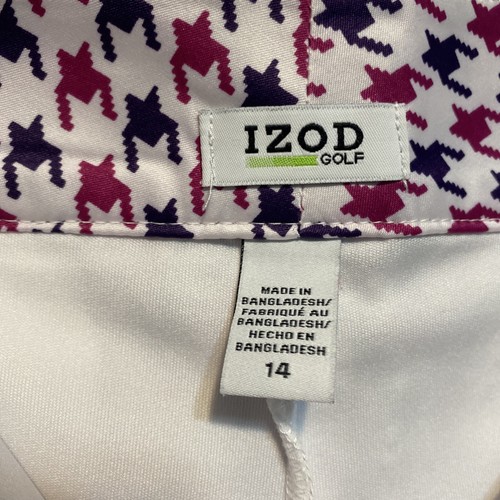 IZOD
GOLF
MADE IN
BANGLADESH/
FABRIQUÉ AU
BANGLADESH/
HECHO EN
BANGLADESH
14